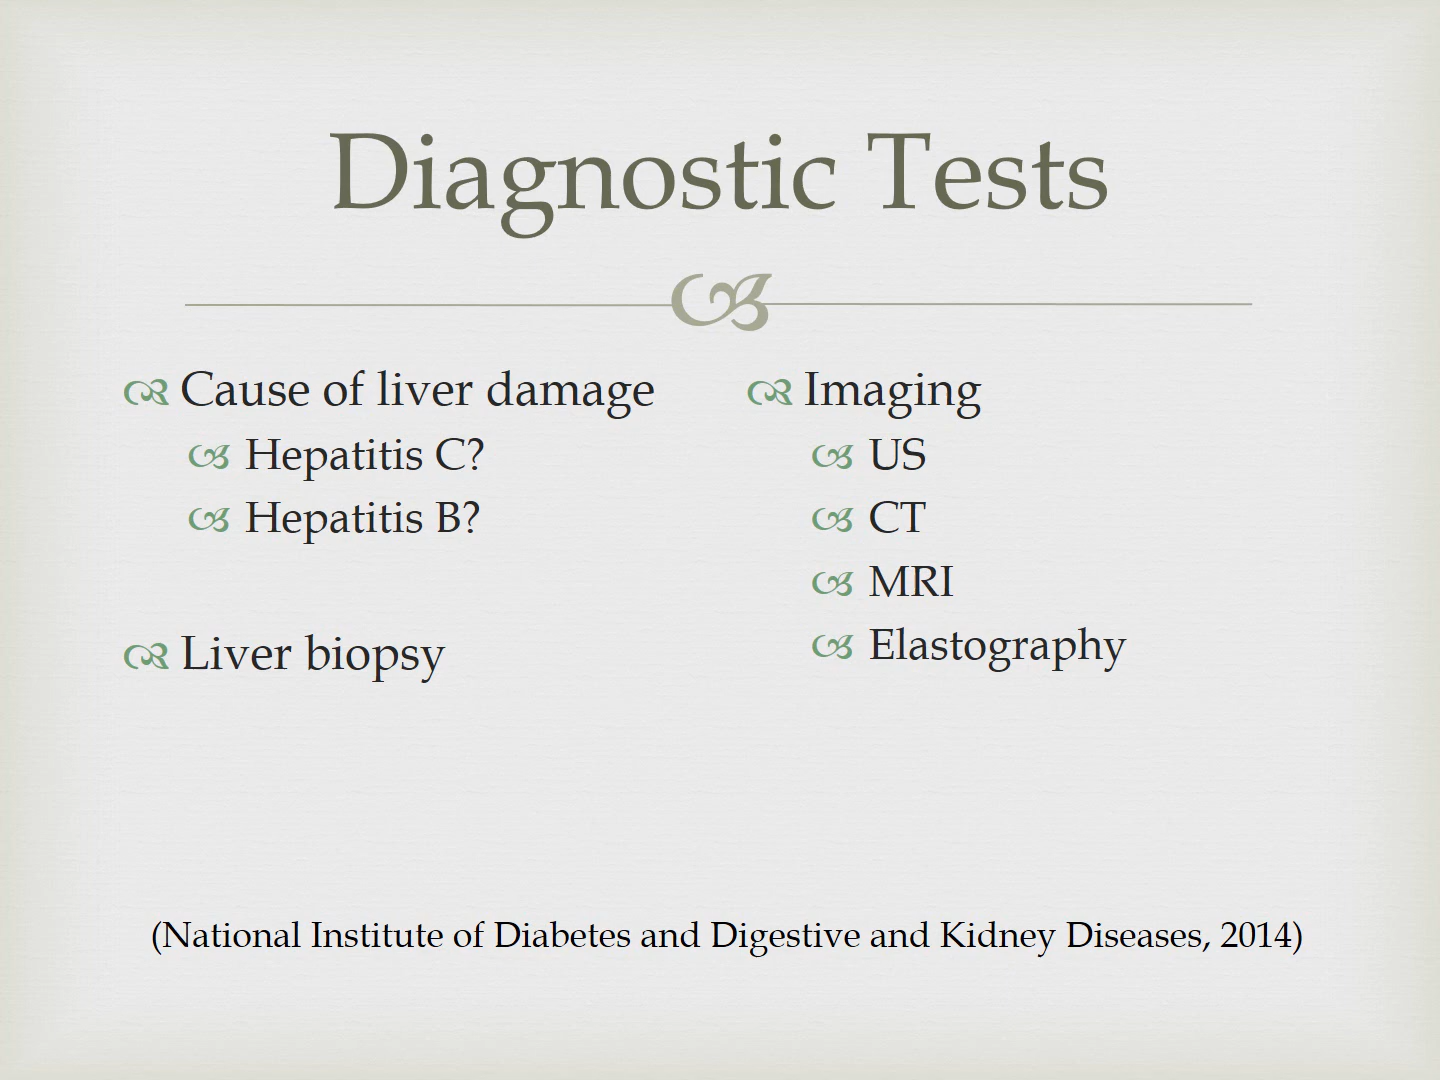 Diagnostic Tests
Cause of liver damage
Hepatitis C?
Hepatitis B?
Liver biopsy
Imaging
US
CT
MRI
Elastography
(National Institute of Diabetes and Digestive and Kidney Diseases, 2014)